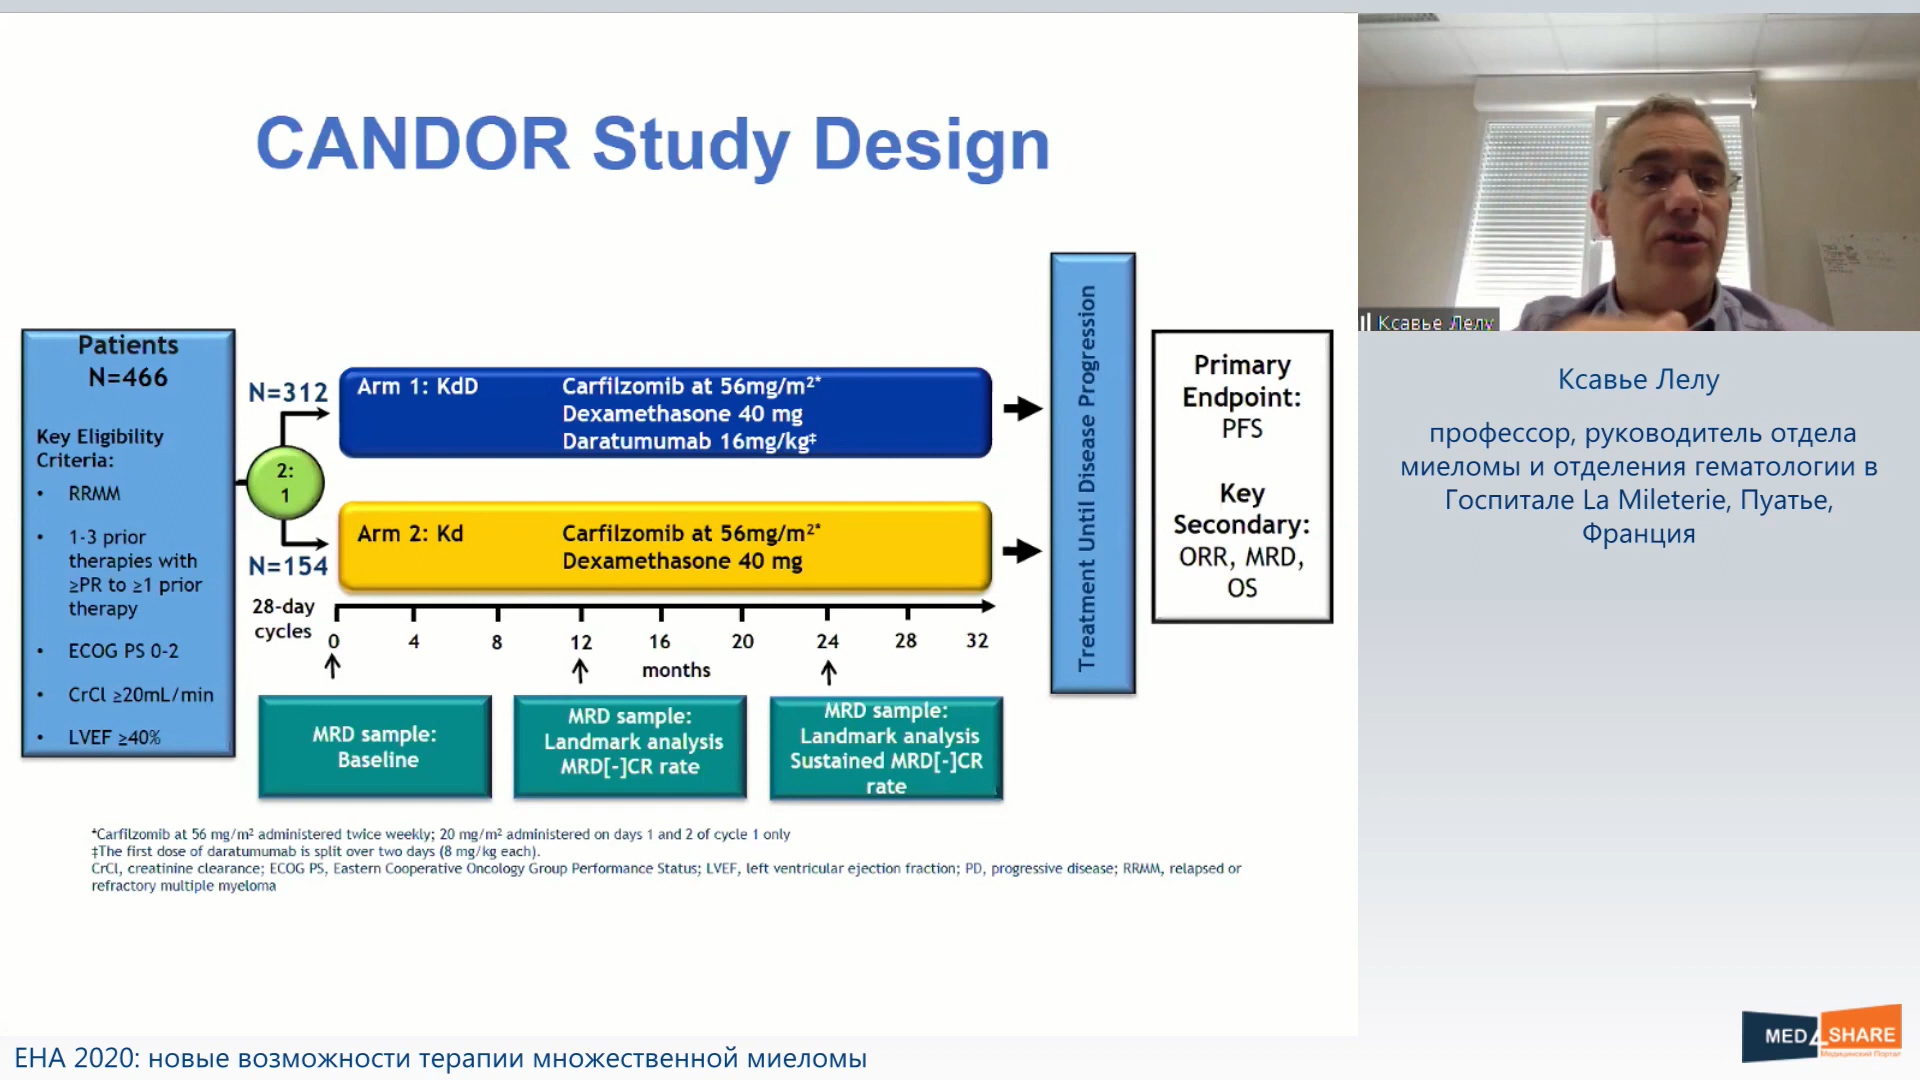 CANDOR Study Design
Patients
N=466
Key Eligibility
Criteria:
• RRMM
• 1-3 prior
therapies with
≥PR to ≥1 prior
therapy
• ECOG PS 0-2
• CrCl ≥20mL/min
• LVEF ≥40%
2:
1
N=312
Arm 1: KdD
Carfilzomib at 56mg/m²*
Dexamethasone 40 mg
Daratumumab 16mg/kg‡
N=154
Arm 2: Kd
Carfilzomib at 56mg/m²*
Dexamethasone 40 mg
28-day
cycles
0 4 8 12 16 20 24 28 32
months
MRD sample:
Baseline
MRD sample:
Landmark analysis
MRD[-]CR rate
MRD sample:
Landmark analysis
Sustained MRD[-]CR
rate
Treatment Until Disease Progression
Primary
Endpoint:
PFS
Key
Secondary:
ORR, MRD,
OS
*Carfilzomib at 56 mg/m² administered twice weekly; 20 mg/m² administered on days 1 and 2 of cycle 1 only
‡The first dose of daratumumab is split over two days (8 mg/kg each).
CrCl, creatinine clearance; ECOG PS, Eastern Cooperative Oncology Group Performance Status; LVEF, left ventricular ejection fraction; PD, progressive disease; RRMM, relapsed or
refractory multiple myeloma
Ксавье Лелу
Ксавье Лелу
профессор, руководитель отдела
миеломы и отделения гематологии в
Госпитале La Mileterie, Пуатье,
Франция
MED4SHARE
Медицинский Портал
EHA 2020: новые возможности терапии множественной миеломы